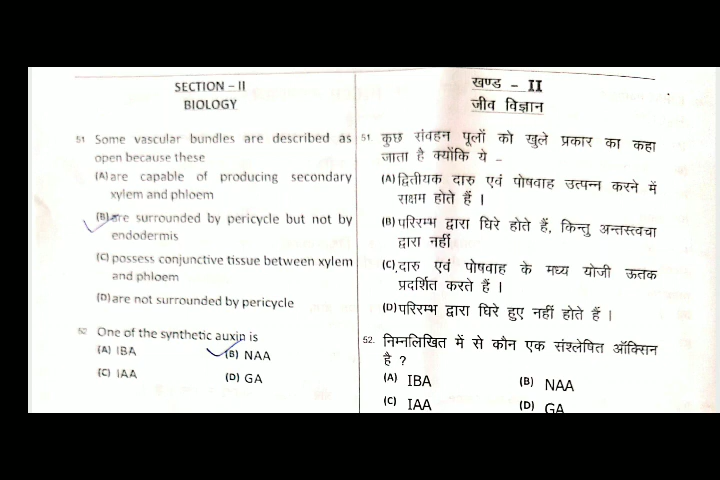 SECTION – II
BIOLOGY
51 Some vascular bundles are described as
open because these
(A) are capable of producing secondary
xylem and phloem
(B) are surrounded by pericycle but not by
endodermis
(C) possess conjunctive tissue between xylem
and phloem
(D) are not surrounded by pericycle
52 One of the synthetic auxin is
(A) IBA
(B) NAA
(C) IAA
(D) GA
खण्ड – II
जीव विज्ञान
51. कुछ संवहन पूलों को खुले प्रकार का कहा
जाता है क्योंकि ये –
(A) द्वितीयक दारु एवं पोषवाह उत्पन्न करने में
सक्षम होते हैं ।
(B) परिरम्भ द्वारा घिरे होते हैं, किन्तु अन्तस्त्वचा
द्वारा नहीं
(C) दारु एवं पोषवाह के मध्य योजी ऊतक
प्रदर्शित करते हैं ।
(D) परिरम्भ द्वारा घिरे हुए नहीं होते हैं ।
52. निम्नलिखित में से कौन एक संश्लेषित ऑक्सिन
है ?
(A) IBA
(B) NAA
(C) IAA
(D) GA